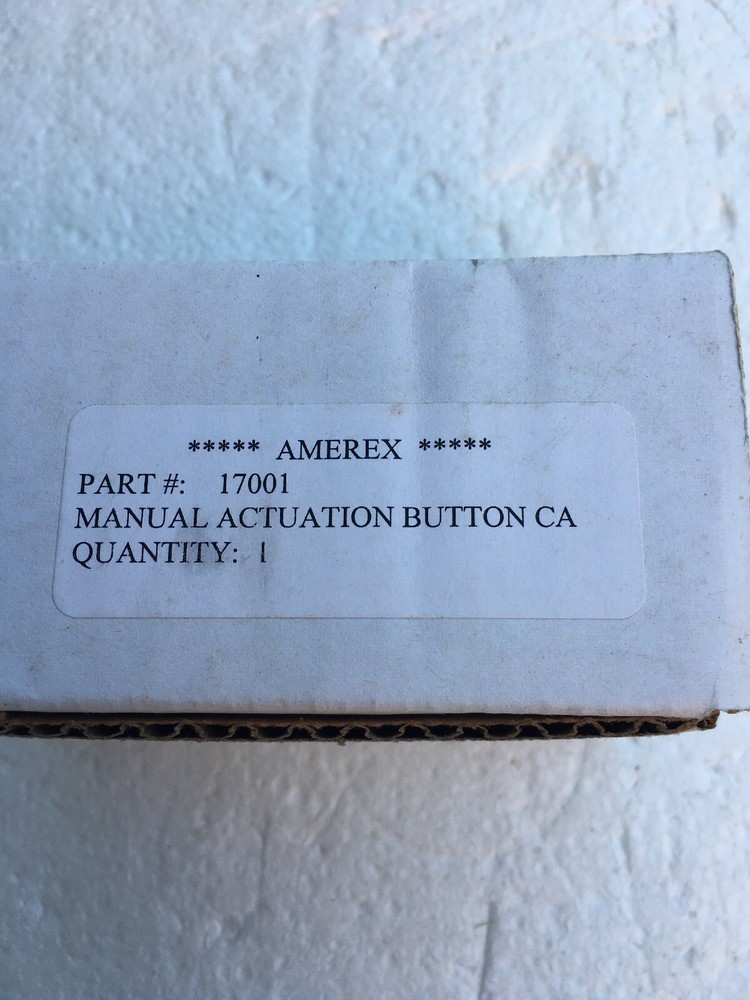 ***** AMEREX *****
PART #: 17001
MANUAL ACTUATION BUTTON CA
QUANTITY: 1